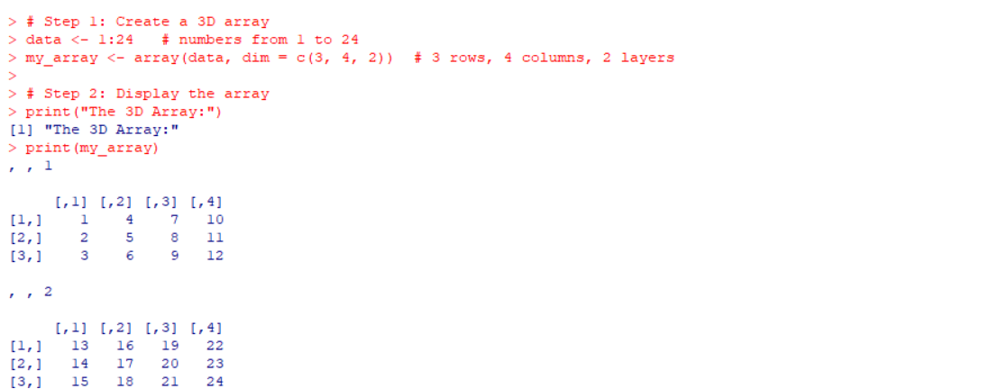 > # Step 1: Create a 3D array
> data <- 1:24   # numbers from 1 to 24
> my_array <- array(data, dim = c(3, 4, 2))  # 3 rows, 4 columns, 2 layers
>
> # Step 2: Display the array
> print("The 3D Array:")
[1] "The 3D Array:"
> print(my_array)
, , 1

     [,1] [,2] [,3] [,4]
[1,]    1    4    7   10
[2,]    2    5    8   11
[3,]    3    6    9   12

, , 2

     [,1] [,2] [,3] [,4]
[1,]   13   16   19   22
[2,]   14   17   20   23
[3,]   15   18   21   24